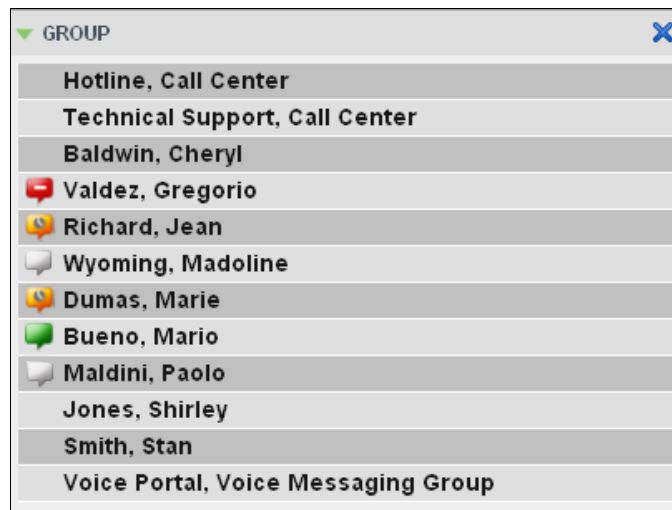 GROUP
Hotline, Call Center
Technical Support, Call Center
Baldwin, Cheryl
Valdez, Gregorio
Richard, Jean
Wyoming, Madoline
Dumas, Marie
Bueno, Mario
Maldini, Paolo
Jones, Shirley
Smith, Stan
Voice Portal, Voice Messaging Group